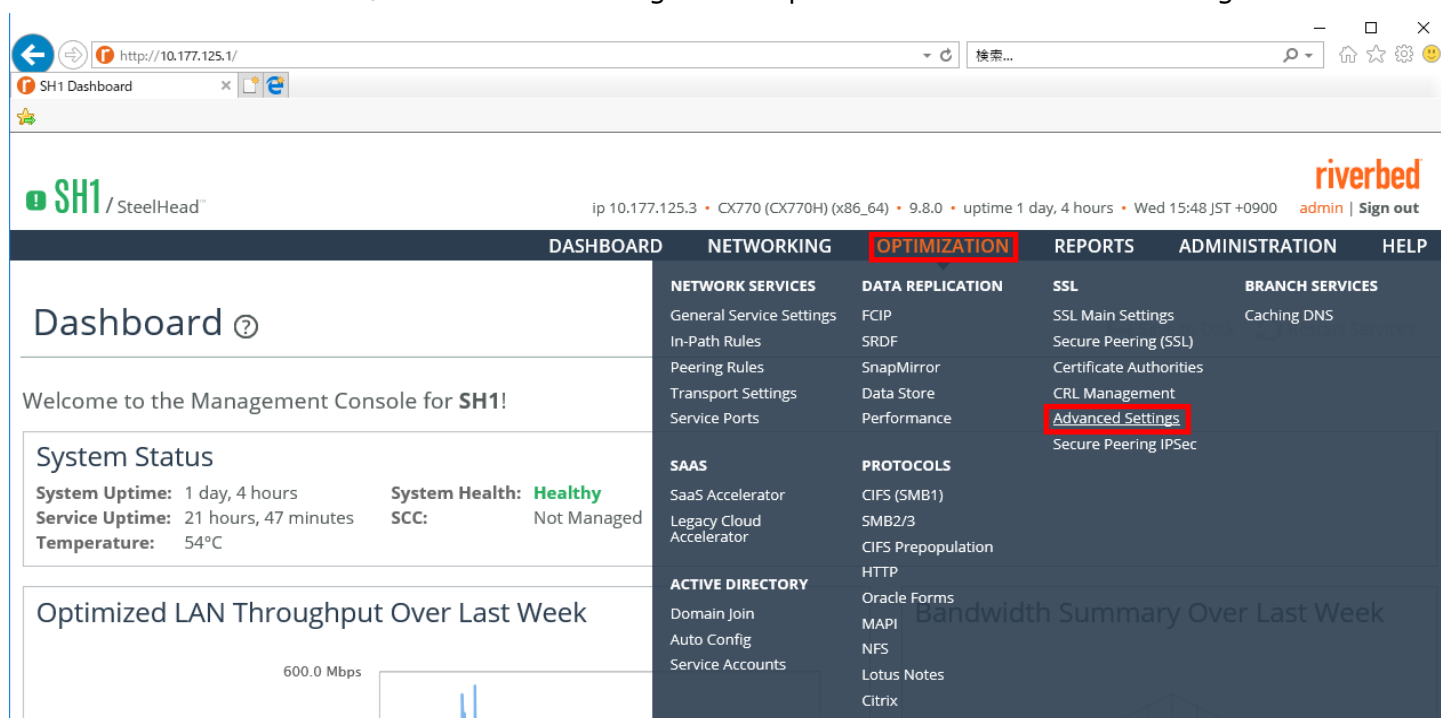 http://10.177.125.1/
検索...
SH1 Dashboard
SH1 / SteelHead™
riverbed
ip 10.177.125.3 • CX770 (CX770H) (x86_64) • 9.8.0 • uptime 1 day, 4 hours • Wed 15:48 JST +0900 admin | Sign out
DASHBOARD NETWORKING OPTIMIZATION REPORTS ADMINISTRATION HELP
Dashboard
Welcome to the Management Console for SH1!
System Status
System Uptime: 1 day, 4 hours System Health: Healthy
Service Uptime: 21 hours, 47 minutes SCC: Not Managed
Temperature: 54°C
Optimized LAN Throughput Over Last Week
600.0 Mbps
NETWORK SERVICES
General Service Settings
In-Path Rules
Peering Rules
Transport Settings
Service Ports
SAAS
SaaS Accelerator
Legacy Cloud
Accelerator
ACTIVE DIRECTORY
Domain Join
Auto Config
Service Accounts
DATA REPLICATION
FCIP
SRDF
SnapMirror
Data Store
Performance
PROTOCOLS
CIFS (SMB1)
SMB2/3
CIFS Prepopulation
HTTP
Oracle Forms
MAPI
NFS
Lotus Notes
Citrix
SSL
SSL Main Settings
Secure Peering (SSL)
Certificate Authorities
CRL Management
Advanced Settings
Secure Peering IPSec
BRANCH SERVICES
Caching DNS
Bandwidth Summary Over Last Week